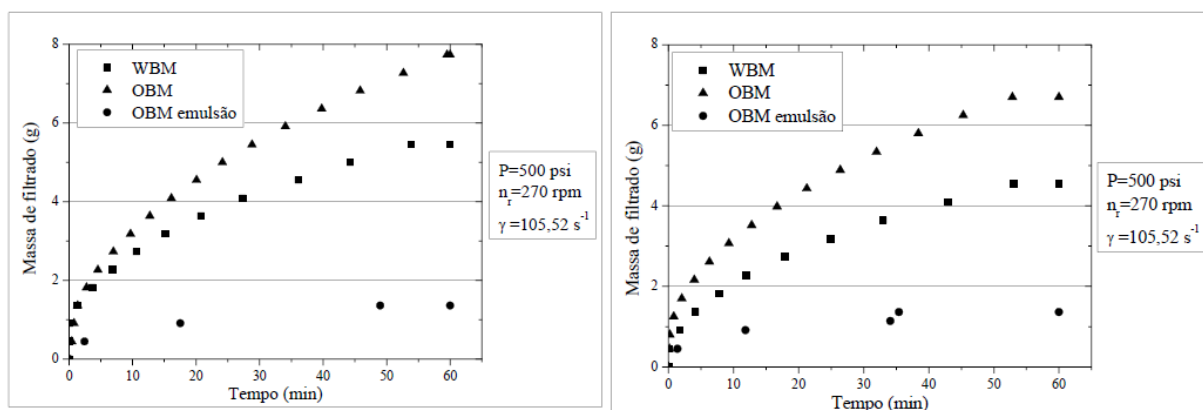 8
6
4
2
0
Massa de filtrado (g)
WBM
OBM
OBM emulsão
0 10 20 30 40 50 60
Tempo (min)
P=500 psi
nᵣ=270 rpm
γ =105,52 s⁻¹
8
6
4
2
0
Massa de filtrado (g)
WBM
OBM
OBM emulsão
0 10 20 30 40 50 60
Tempo (min)
P=500 psi
nᵣ=270 rpm
γ =105,52 s⁻¹